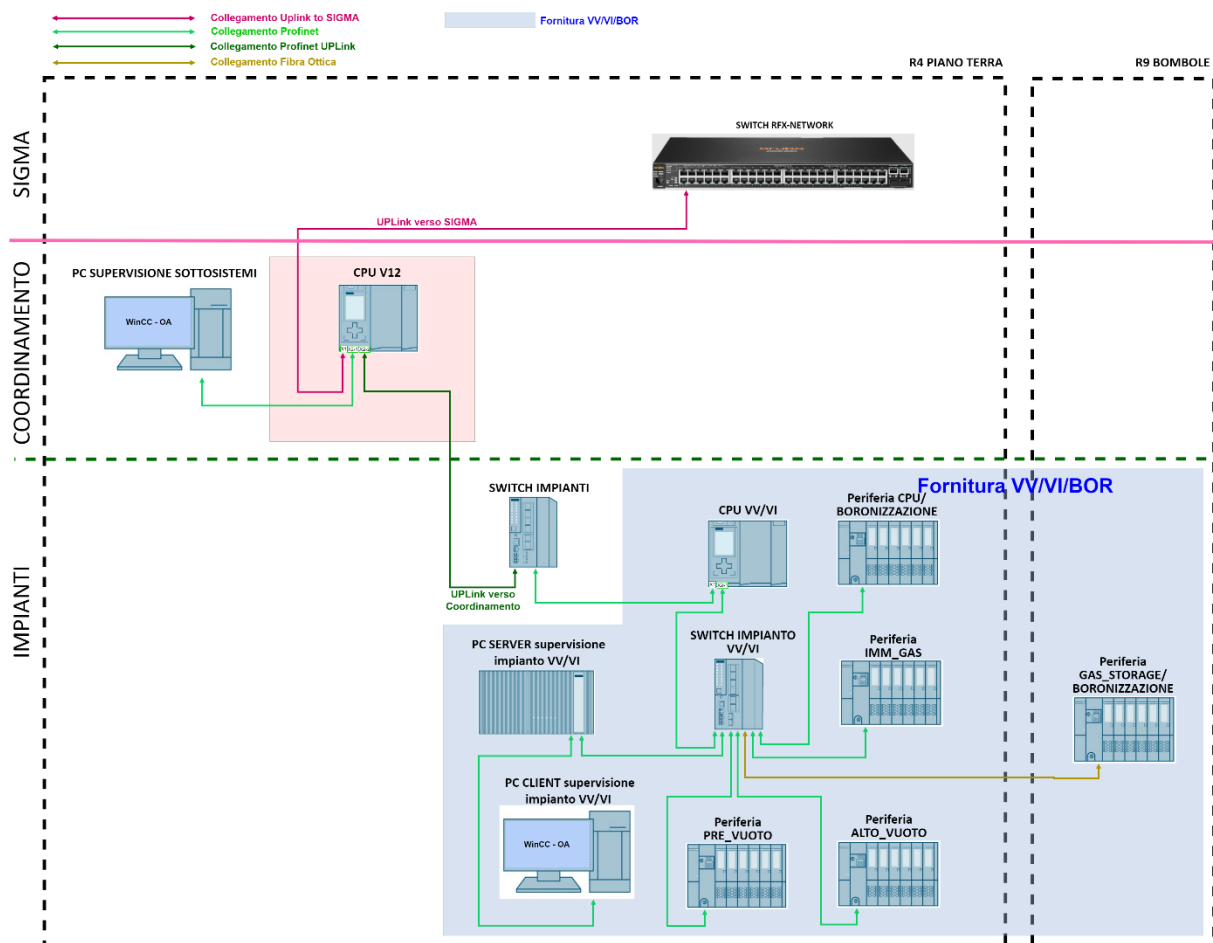 Collegamento Uplink to SIGMA
Collegamento Profinet
Collegamento Profinet UPLink
Collegamento Fibra Ottica
Fornitura VV/VI/BOR
R4 PIANO TERRA
R9 BOMBOLE
SIGMA
SWITCH RFX-NETWORK
UPLink verso SIGMA
COORDINAMENTO
PC SUPERVISIONE SOTTOSISTEMI
WinCC - OA
CPU V12
IMPIANTI
Fornitura VV/VI/BOR
SWITCH IMPIANTI
UPLink verso
Coordinamento
CPU VV/VI
Periferia CPU/
BORONIZZAZIONE
PC SERVER supervisione
impianto VV/VI
SWITCH IMPIANTO
VV/VI
Periferia
IMM_GAS
Periferia
GAS_STORAGE/
BORONIZZAZIONE
PC CLIENT supervisione
impianto VV/VI
WinCC - OA
Periferia
PRE_VUOTO
Periferia
ALTO_VUOTO